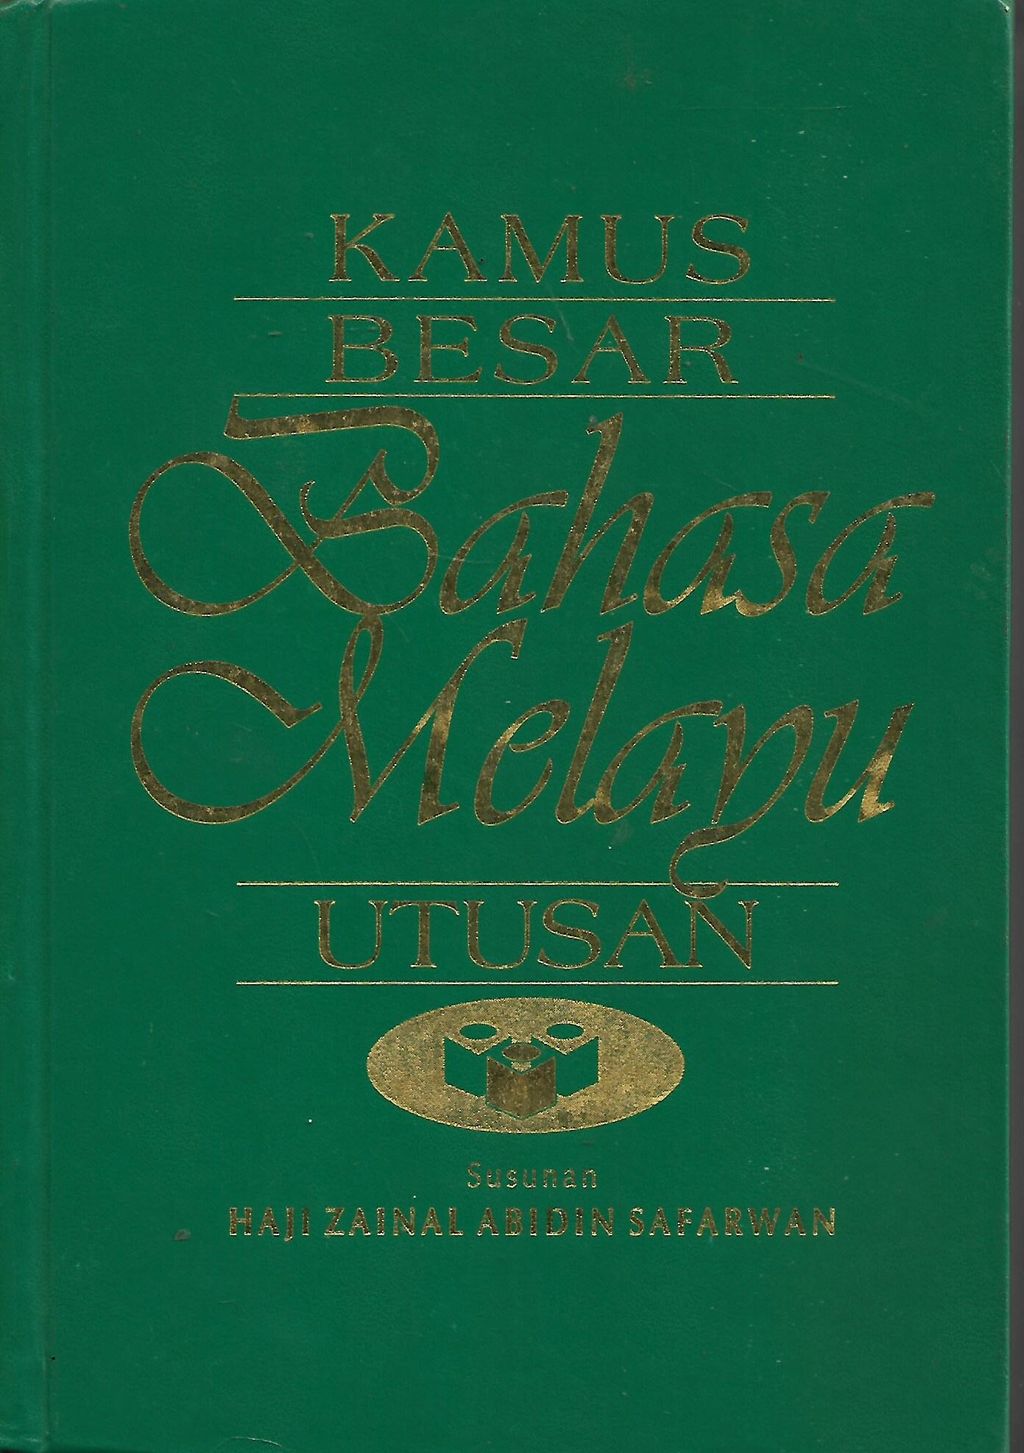 KAMUS
BESAR
Bahasa
Melayu
UTUSAN
Susunan
HAJI ZAINAL ABIDIN SAFARWAN